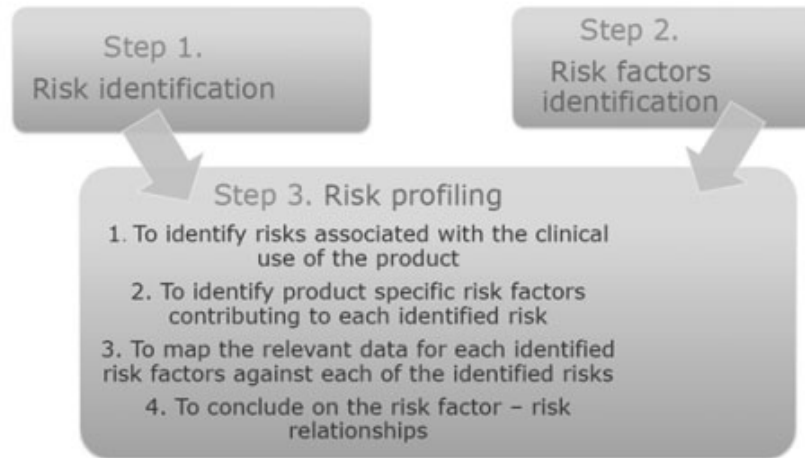 Step 1.
Risk identification
Step 2.
Risk factors
identification
Step 3. Risk profiling
1. To identify risks associated with the clinical
use of the product
2. To identify product specific risk factors
contributing to each identified risk
3. To map the relevant data for each identified
risk factors against each of the identified risks
4. To conclude on the risk factor – risk
relationships